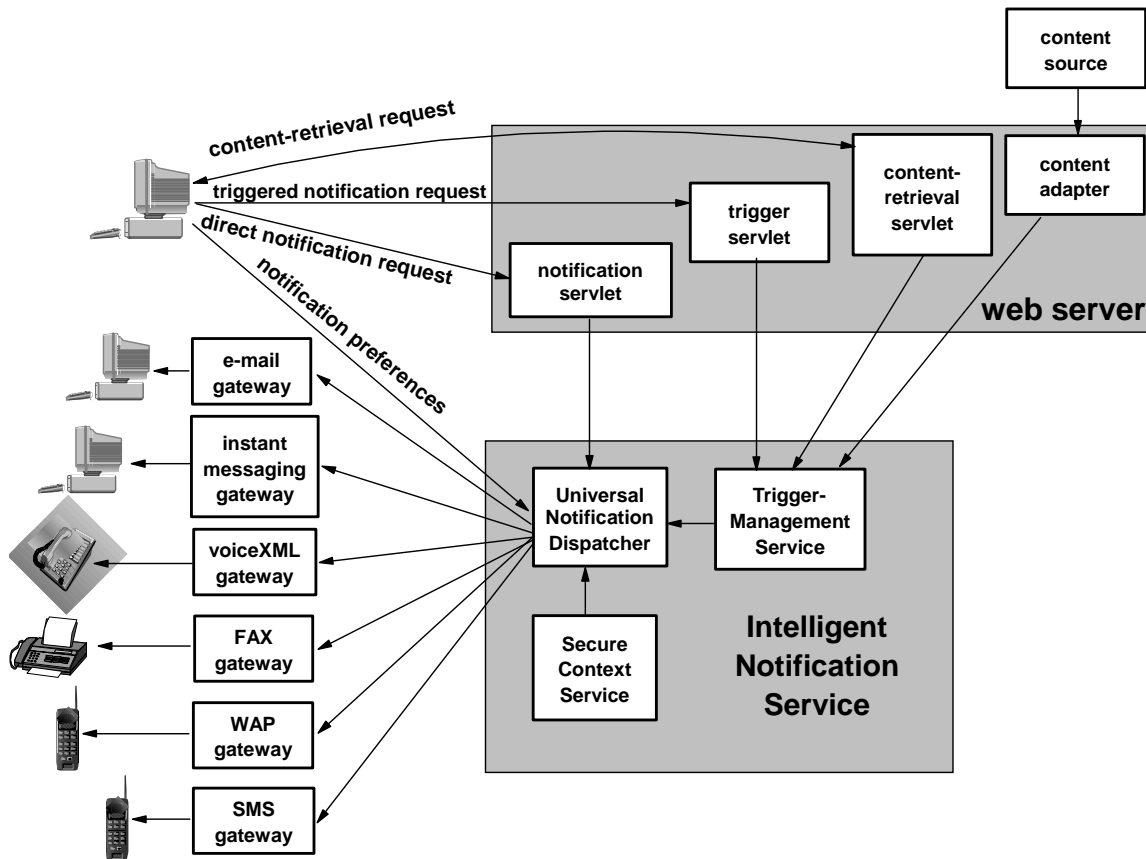 content
source
content-retrieval request
triggered notification request
direct notification request
notification preferences
content-
retrieval
servlet
content
adapter
trigger
servlet
notification
servlet
web server
e-mail
gateway
instant
messaging
gateway
voiceXML
gateway
FAX
gateway
WAP
gateway
SMS
gateway
Universal
Notification
Dispatcher
Trigger-
Management
Service
Secure
Context
Service
Intelligent
Notification
Service